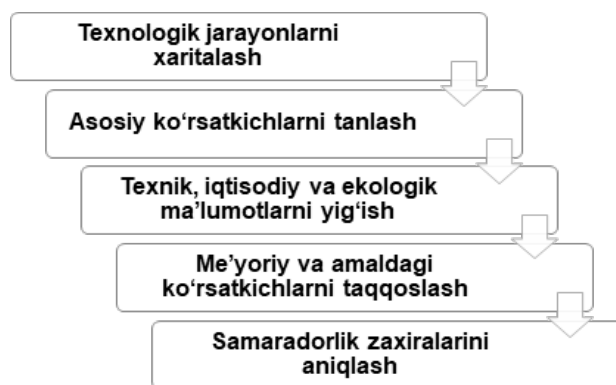 Texnologik jarayonlarni
xaritalash
Asosiy ko‘rsatkichlarni tanlash
Texnik, iqtisodiy va ekologik
ma’lumotlarni yig‘ish
Me’yoriy va amaldagi
ko‘rsatkichlarni taqqoslash
Samaradorlik zaxiralarini
aniqlash